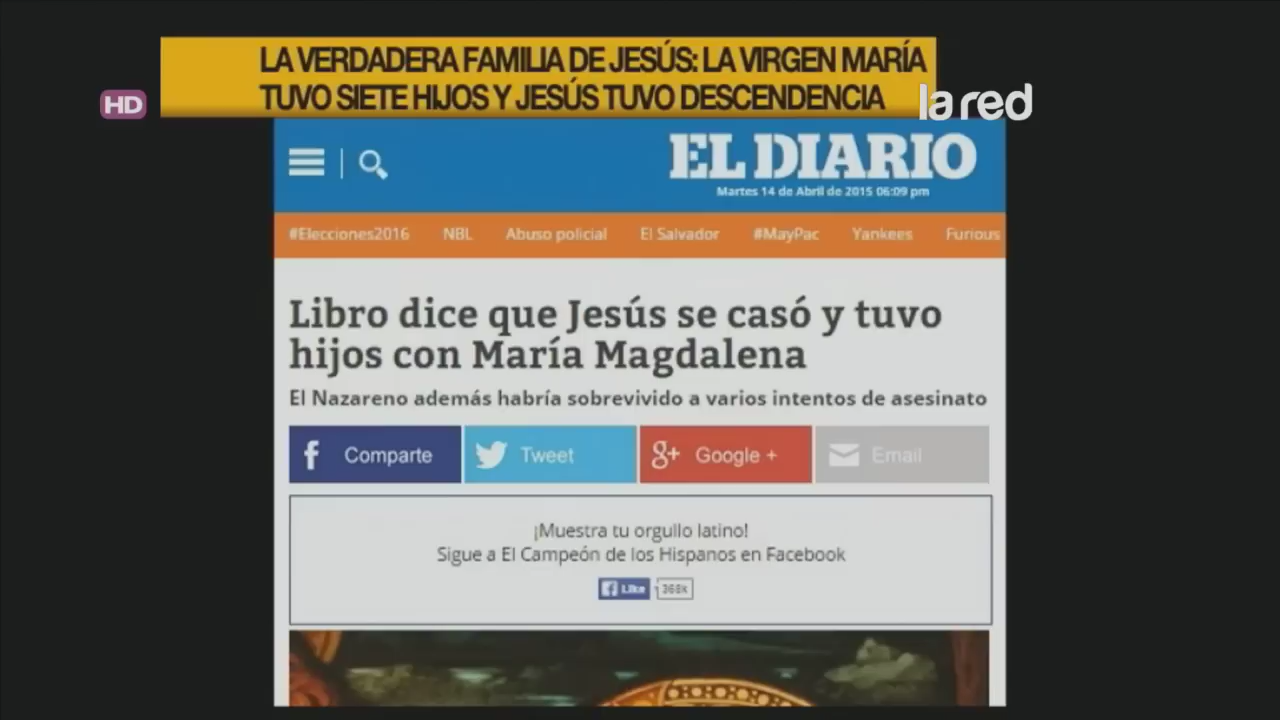 LA VERDADERA FAMILIA DE JESÚS: LA VIRGEN MARÍA
TUVO SIETE HIJOS Y JESÚS TUVO DESCENDENCIA
HD
la red
EL DIARIO
Martes 14 de Abril de 2015 06:09 pm
#Elecciones2016 NBL Abuso policial El Salvador #MayPac Yankees Furious
Libro dice que Jesús se casó y tuvo
hijos con María Magdalena
El Nazareno además habría sobrevivido a varios intentos de asesinato
Comparte Tweet Google + Email
¡Muestra tu orgullo latino!
Sigue a El Campeón de los Hispanos en Facebook
Like 368k